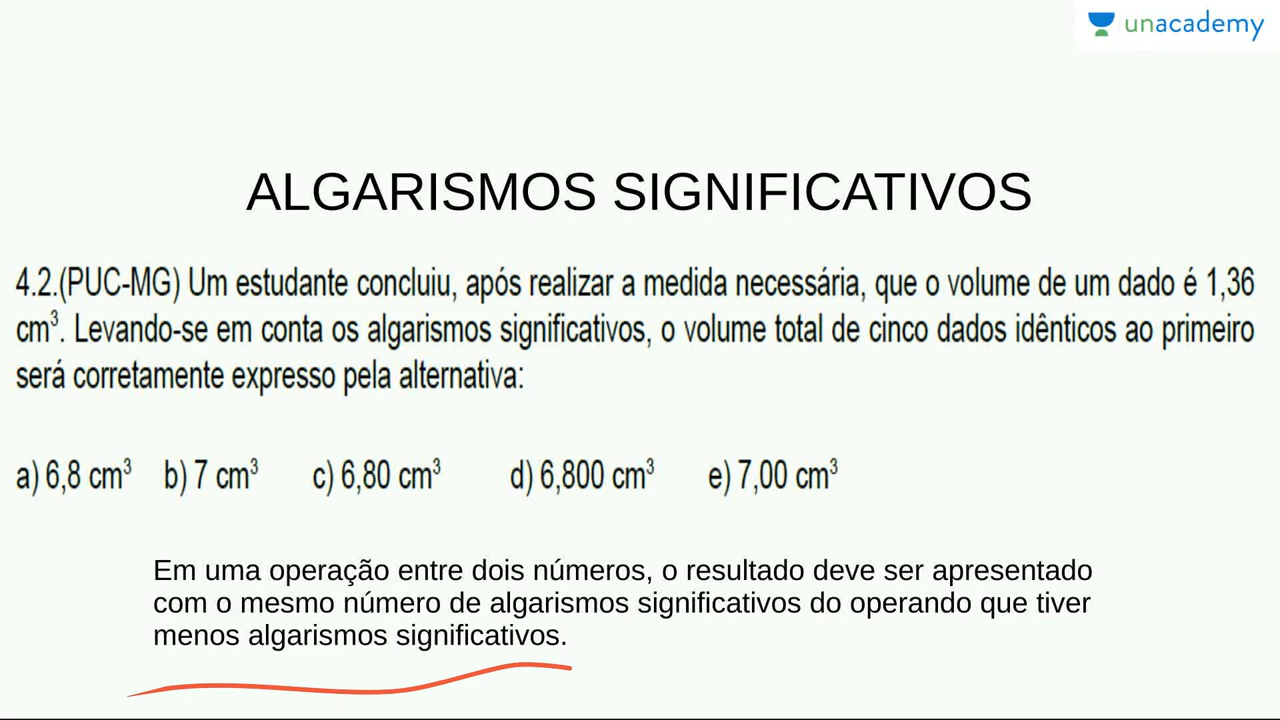 unacademy
ALGARISMOS SIGNIFICATIVOS
4.2.(PUC-MG) Um estudante concluiu, após realizar a medida necessária, que o volume de um dado é 1,36
cm³. Levando-se em conta os algarismos significativos, o volume total de cinco dados idênticos ao primeiro
será corretamente expresso pela alternativa:
a) 6,8 cm³ b) 7 cm³ c) 6,80 cm³ d) 6,800 cm³ e) 7,00 cm³
Em uma operação entre dois números, o resultado deve ser apresentado
com o mesmo número de algarismos significativos do operando que tiver
menos algarismos significativos.